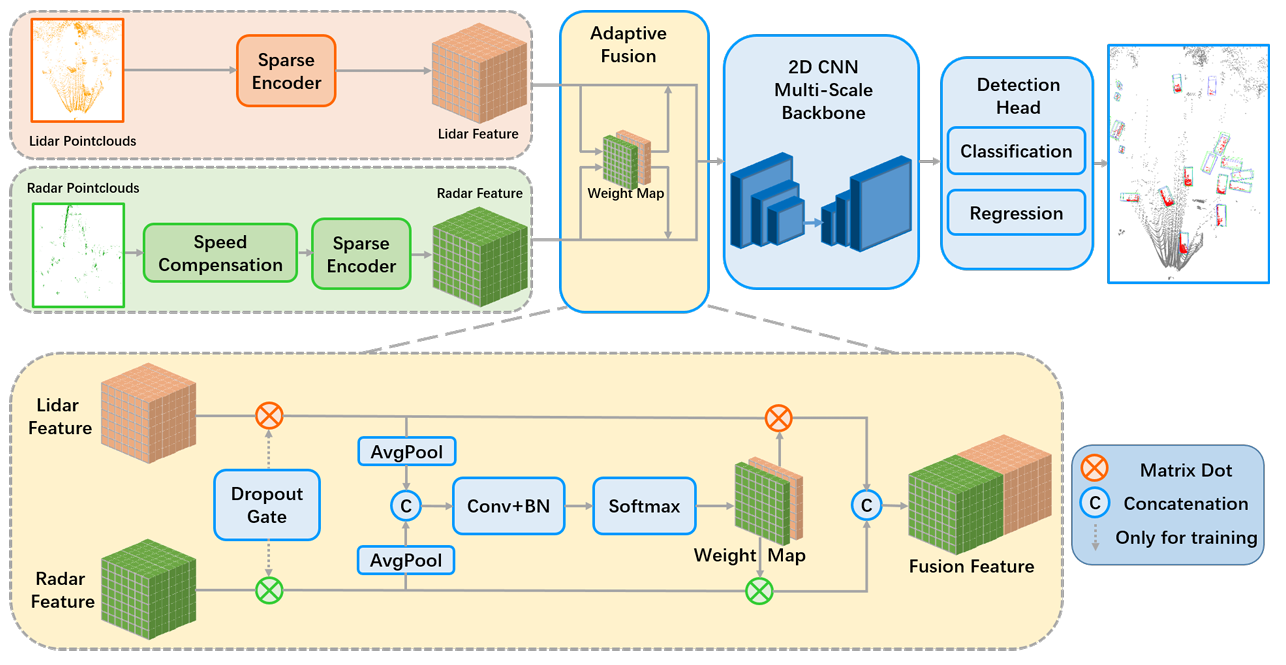 Lidar Pointclouds
Sparse
Encoder
Lidar Feature
Radar Pointclouds
Speed
Compensation
Sparse
Encoder
Radar Feature
Adaptive
Fusion
Weight Map
2D CNN
Multi-Scale
Backbone
Detection
Head
Classification
Regression
Lidar
Feature
Radar
Feature
Dropout
Gate
AvgPool
C
AvgPool
Conv+BN
Softmax
Weight Map
C
Fusion Feature
Matrix Dot
C Concatenation
Only for training